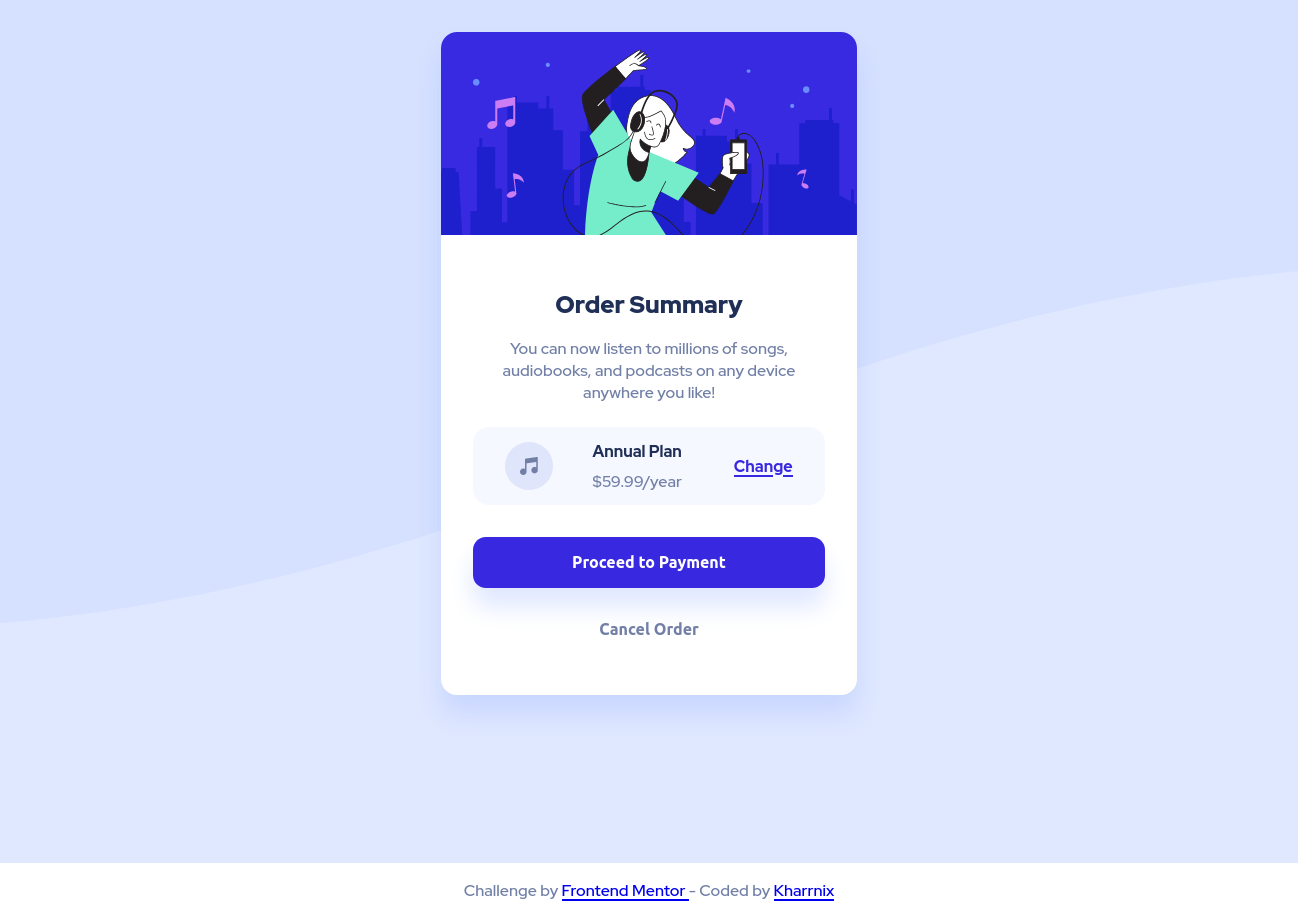 Order Summary
You can now listen to millions of songs,
audiobooks, and podcasts on any device
anywhere you like!
Annual Plan
$59.99/year
Change
Proceed to Payment
Cancel Order
Challenge by Frontend Mentor - Coded by Kharrnix